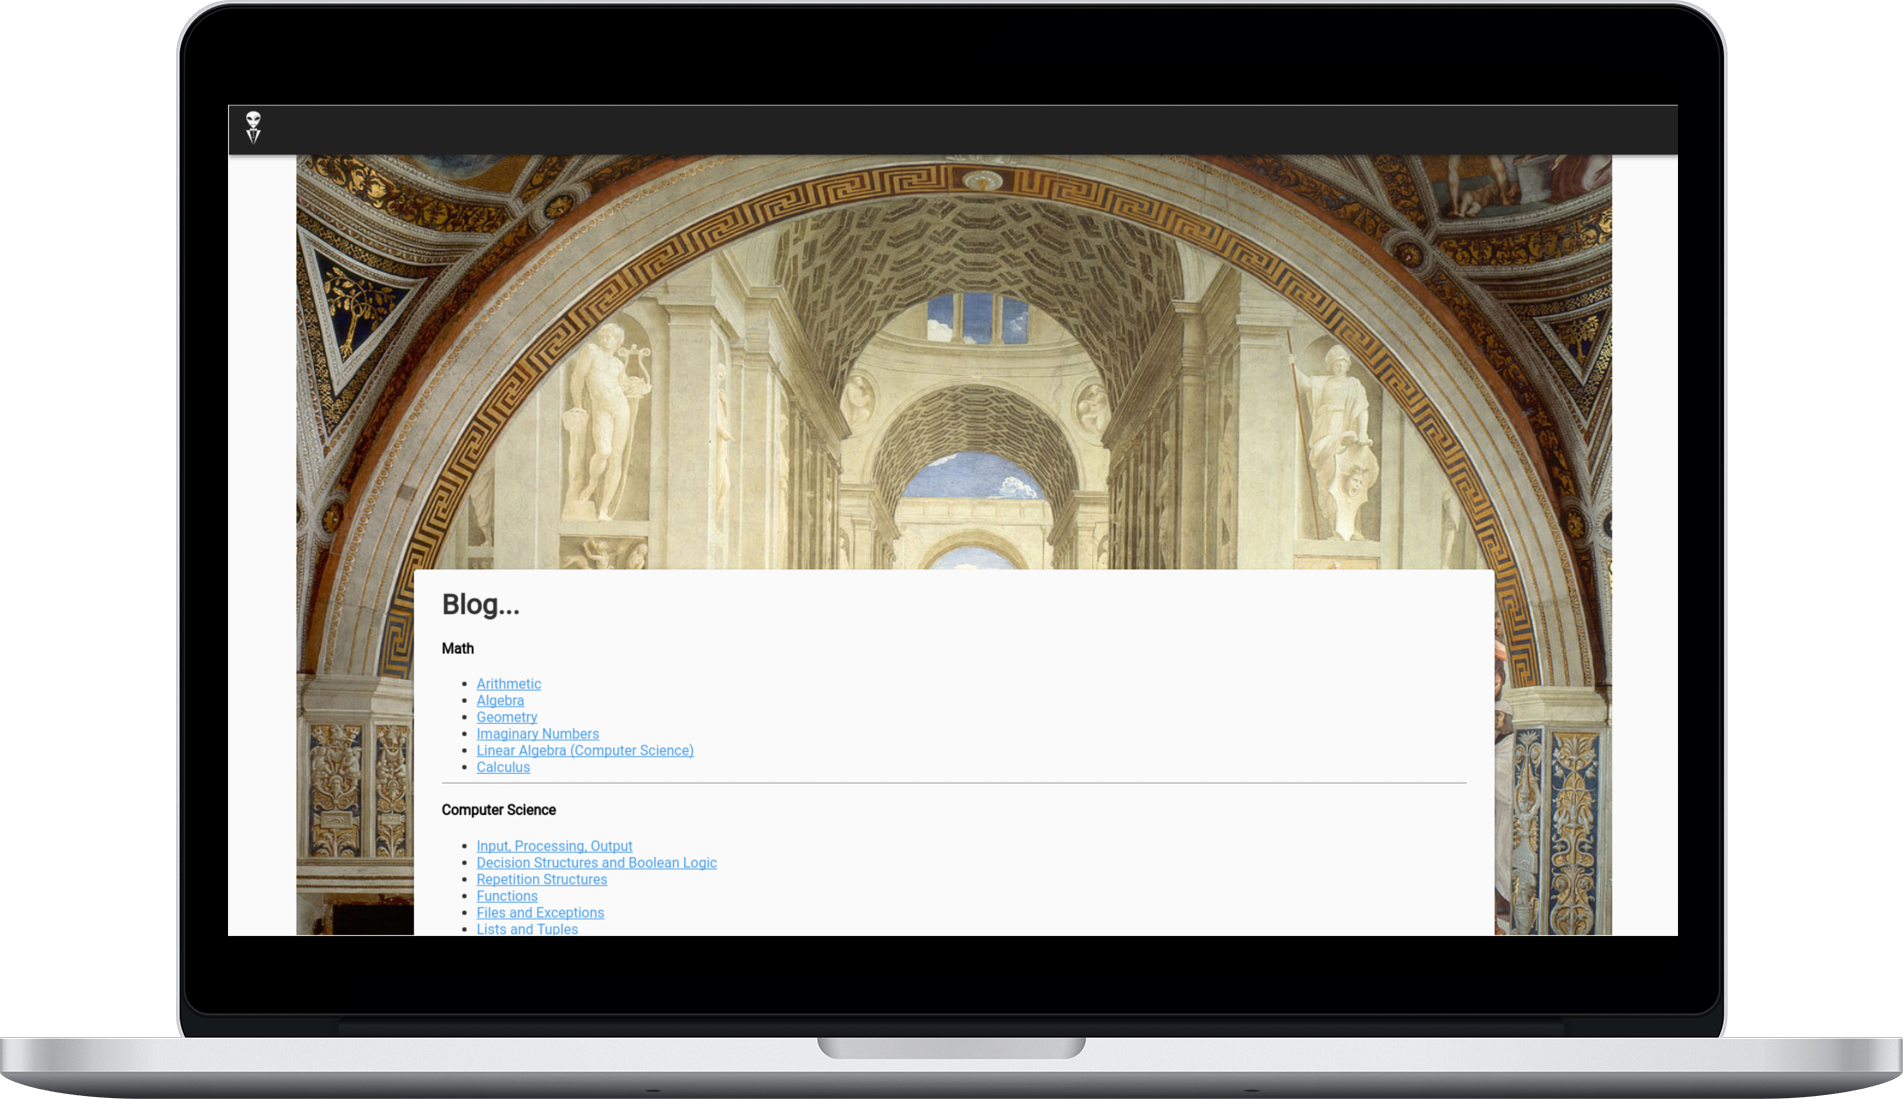 Blog...
Math
Arithmetic
Algebra
Geometry
Imaginary Numbers
Linear Algebra (Computer Science)
Calculus
Computer Science
Input, Processing, Output
Decision Structures and Boolean Logic
Repetition Structures
Functions
Files and Exceptions
Lists and Tuples